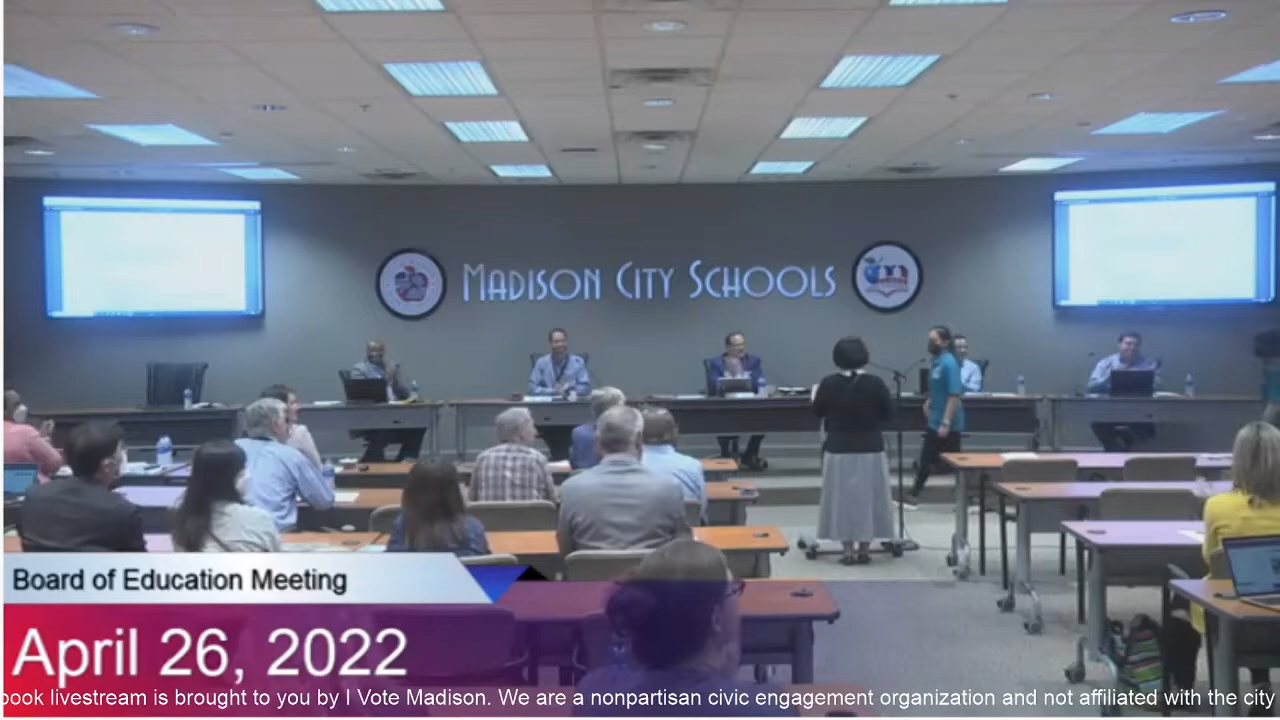 MADISON CITY SCHOOLS
Board of Education Meeting
April 26, 2022
book livestream is brought to you by I Vote Madison. We are a nonpartisan civic engagement organization and not affiliated with the city